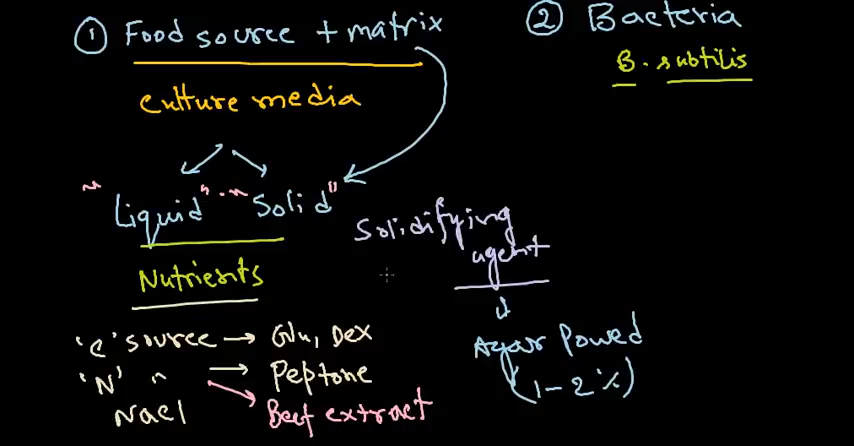 ① Food source + matrix
culture media
"Liquid" "Solid"
Nutrients
'C' source → Glu, Dex
'N' " → Peptone
Beef extract
Nacl
Solidifying
agent
Agar Powed
(1-2%)
② Bacteria
B. subtilis